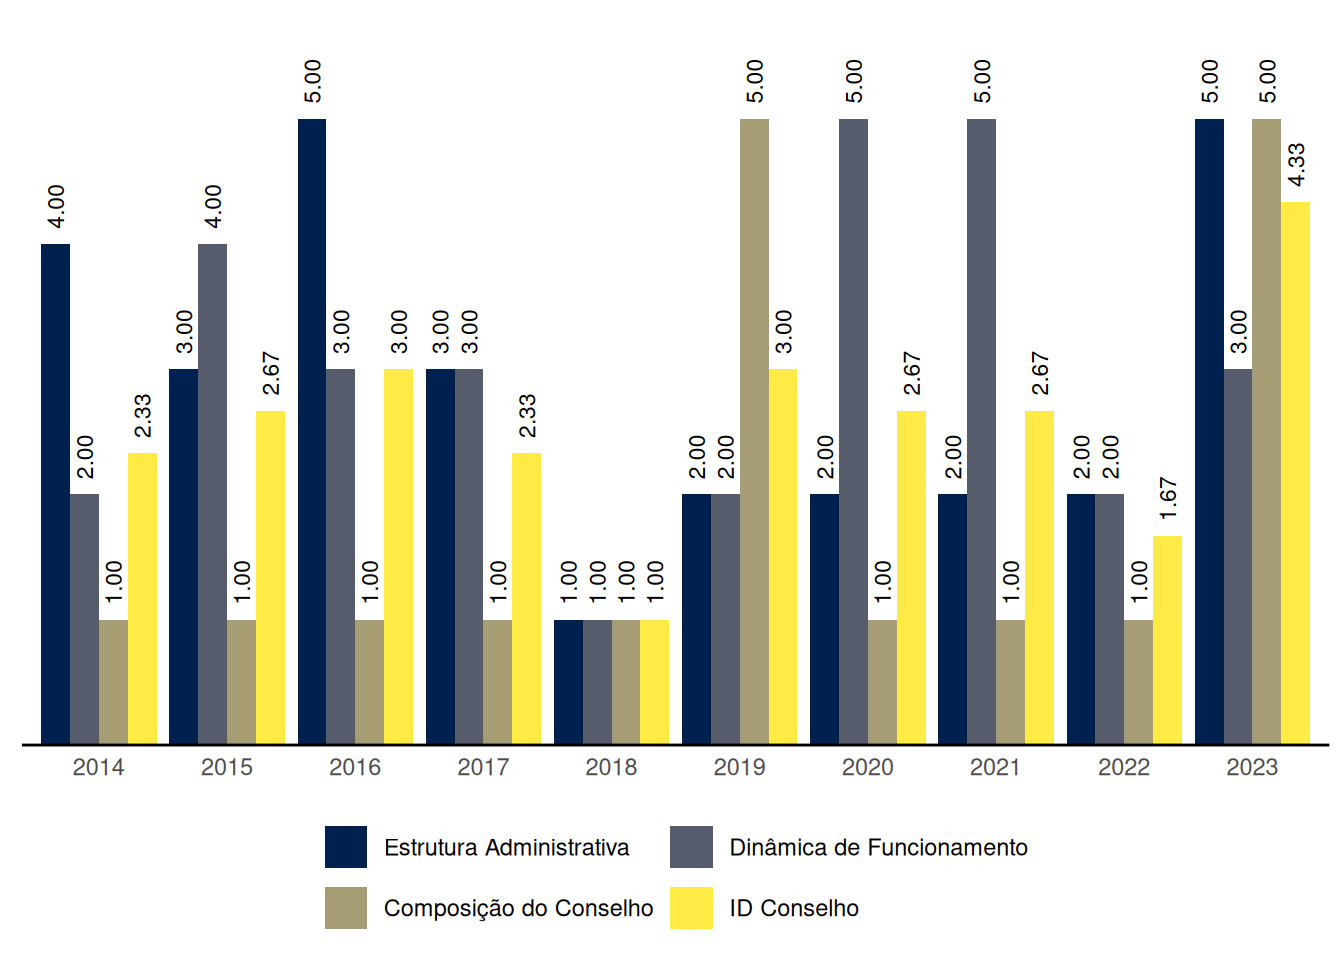 4.00 2.00 1.00 2.33 3.00 4.00 1.00 2.67 5.00 3.00 1.00 3.00 3.00 3.00 1.00 2.33 1.00 1.00 1.00 1.00 2.00 2.00 5.00 3.00 2.00 5.00 1.00 2.67 2.00 5.00 1.00 2.67 2.00 2.00 1.00 1.67 5.00 3.00 5.00 4.33
2014 2015 2016 2017 2018 2019 2020 2021 2022 2023
Estrutura Administrativa Dinâmica de Funcionamento
Composição do Conselho ID Conselho